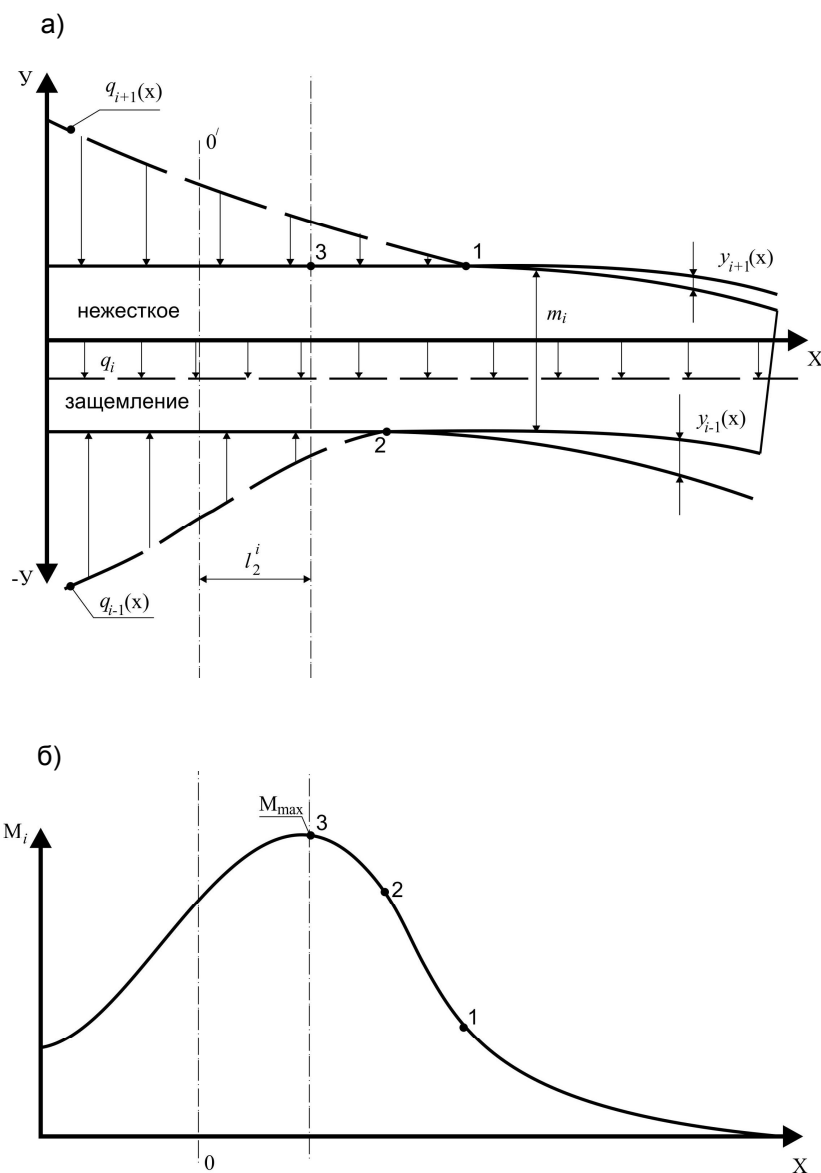 а)
У
q_{i+1}(x)
0′
3
1
y_{i+1}(x)
нежесткое
m_i
X
q_i
защемление
2
y_{i-1}(x)
l_2^i
-У
q_{i-1}(x)
б)
M_max
3
M_i
2
1
0
X